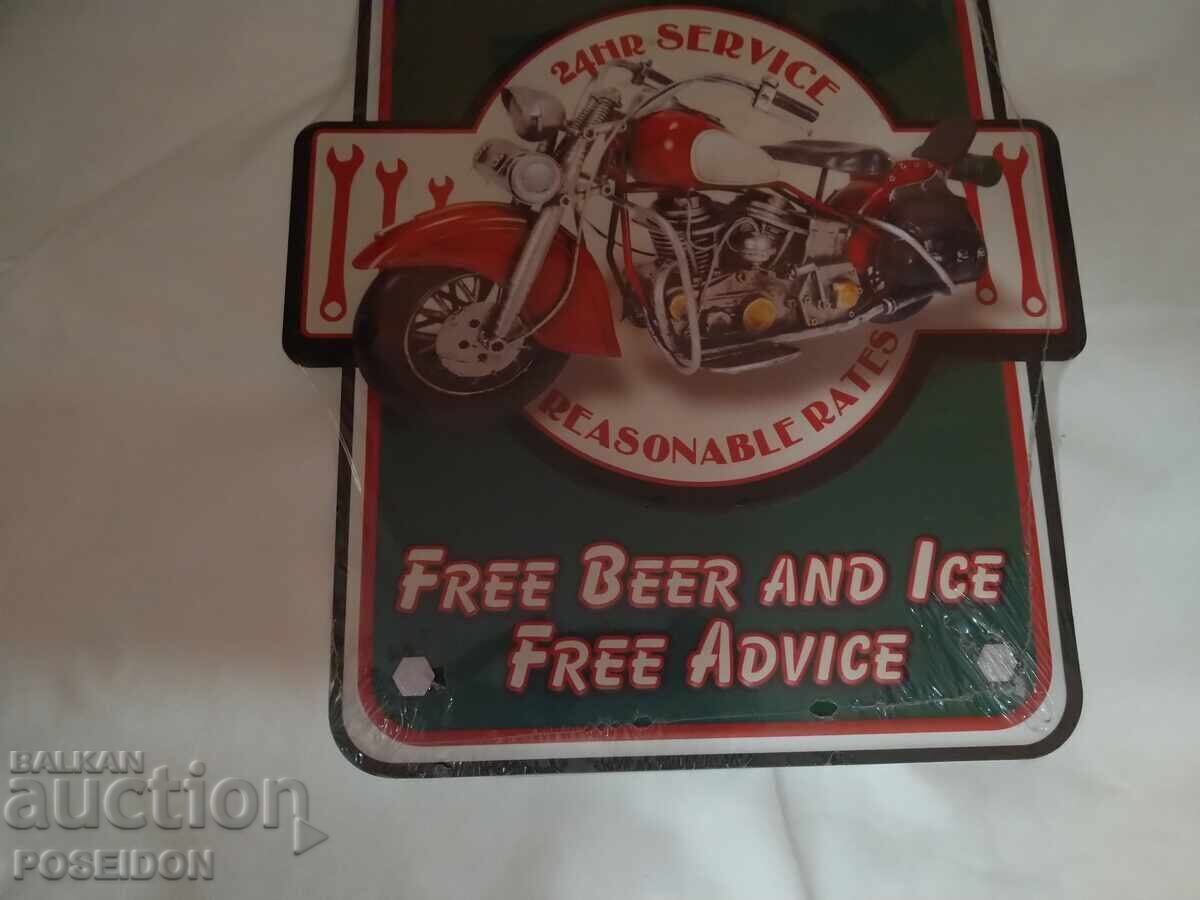 24HR SERVICE
REASONABLE RATES
FREE BEER AND ICE
FREE ADVICE
BALKAN
auction
POSEIDON